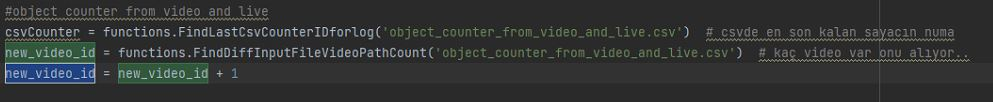 #object counter from video and live
csvCounter = functions.FindLastCsvCounterIDforlog('object_counter_from_video_and_live.csv')  # csvde en son kalan sayacın numa
new_video_id = functions.FindDiffInputFileVideoPathCount('object_counter_from_video_and_live.csv')  # kaç video var onu alıyor..
new_video_id = new_video_id + 1